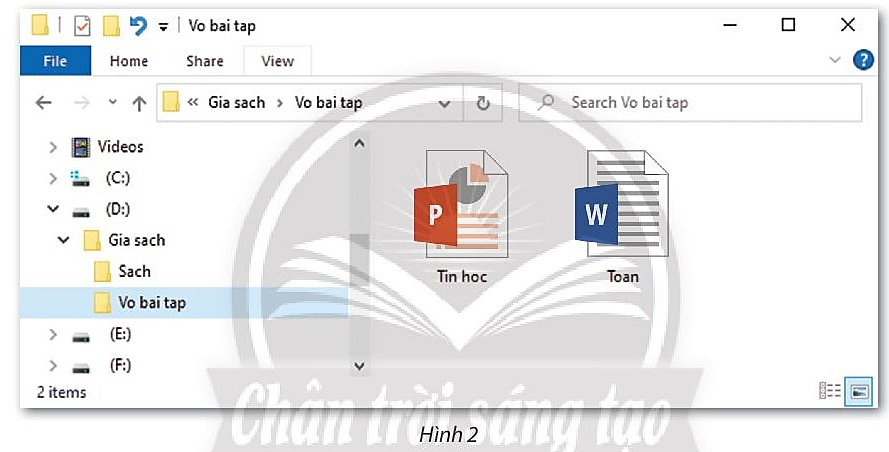 Vo bai tap
File Home Share View
« Gia sach › Vo bai tap Search Vo bai tap
Videos
(C:)
(D:)
Gia sach
Sach
Vo bai tap
(E:)
(F:)
P
Tin hoc
W
Toan
2 items
Chân trời sáng tạo
Hình 2